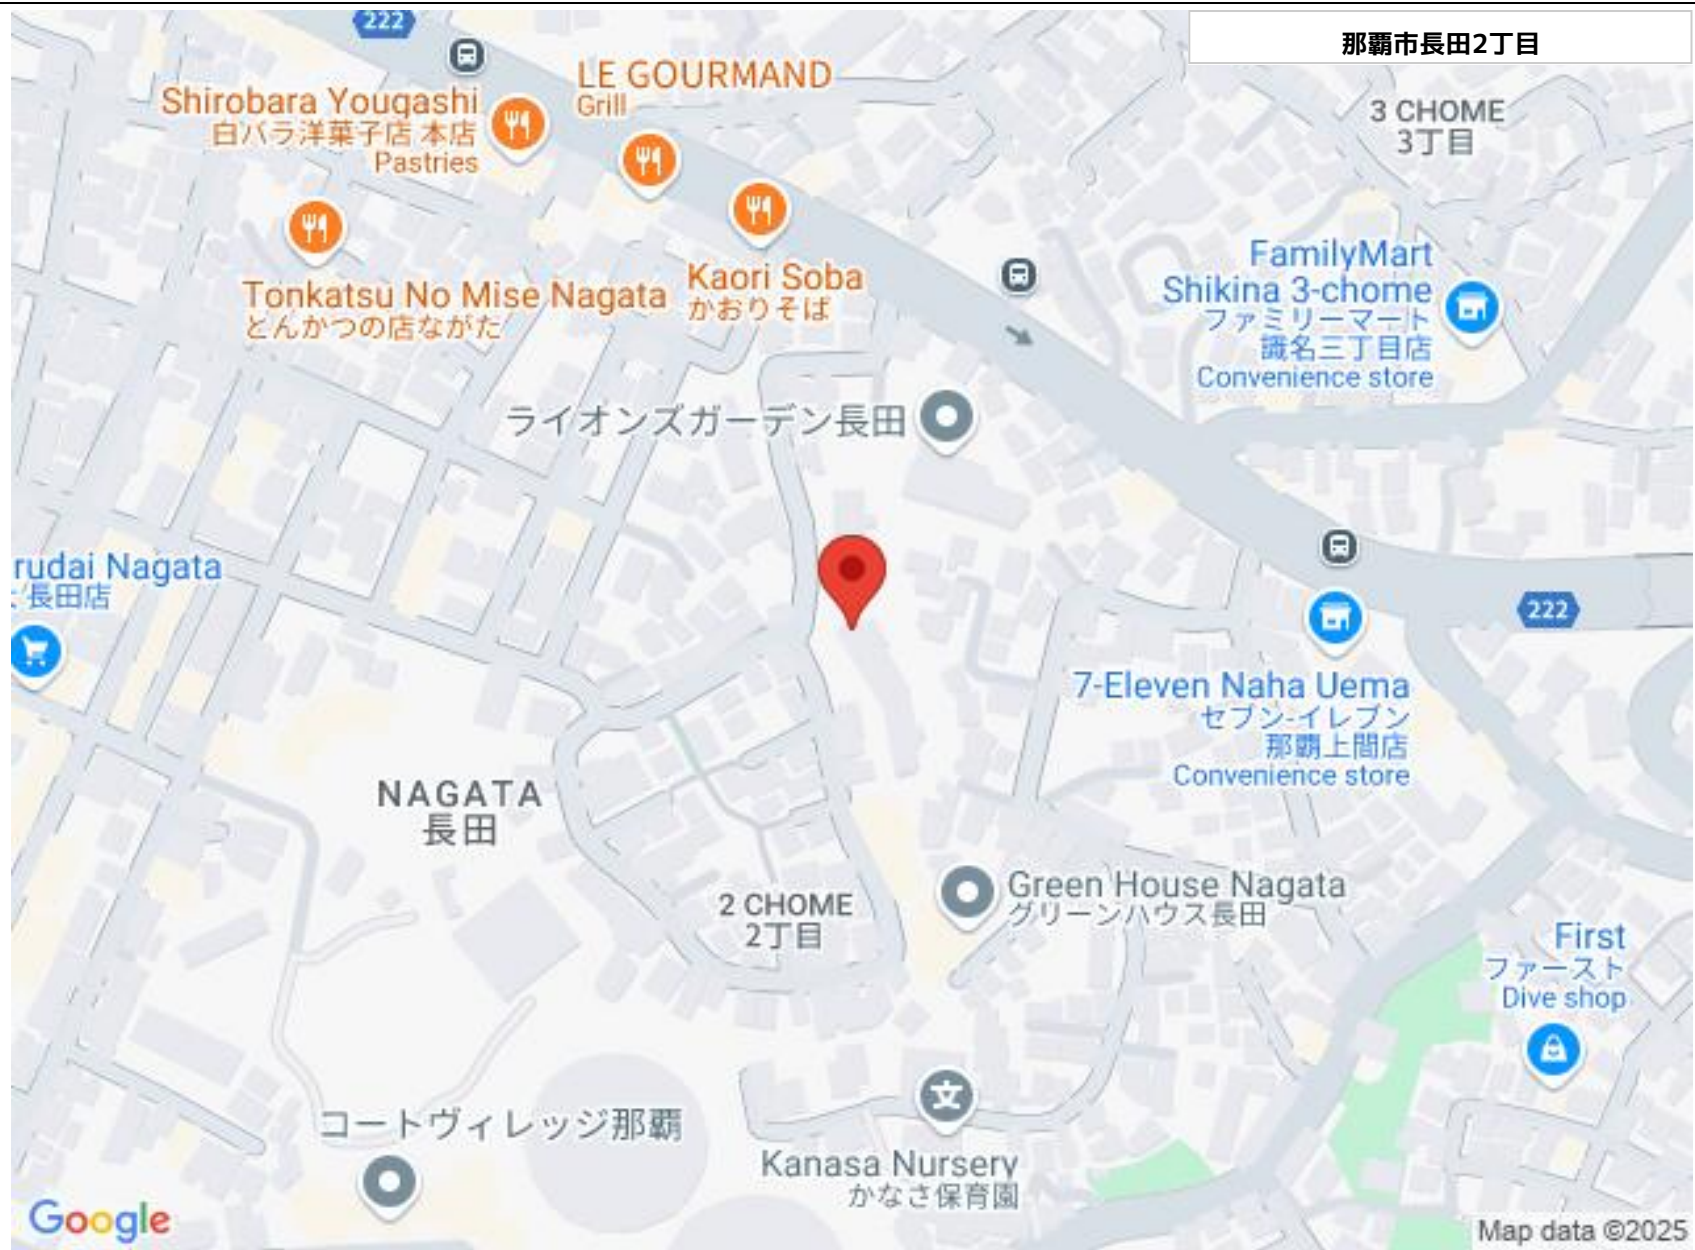 222
那覇市長田2丁目
LE GOURMAND
Grill
Shirobara Yougashi
白バラ洋菓子店 本店
Pastries
3 CHOME
3丁目
Kaori Soba
かおりそば
Tonkatsu No Mise Nagata
とんかつの店ながた
FamilyMart
Shikina 3-chome
ファミリーマート
識名三丁目店
Convenience store
ライオンズガーデン長田
rudai Nagata
長田店
222
7-Eleven Naha Uema
セブン-イレブン
那覇上間店
Convenience store
NAGATA
長田
2 CHOME
2丁目
Green House Nagata
グリーンハウス長田
First
ファースト
Dive shop
文
コートヴィレッジ那覇
Kanasa Nursery
かなさ保育園
Google
Map data ©2025